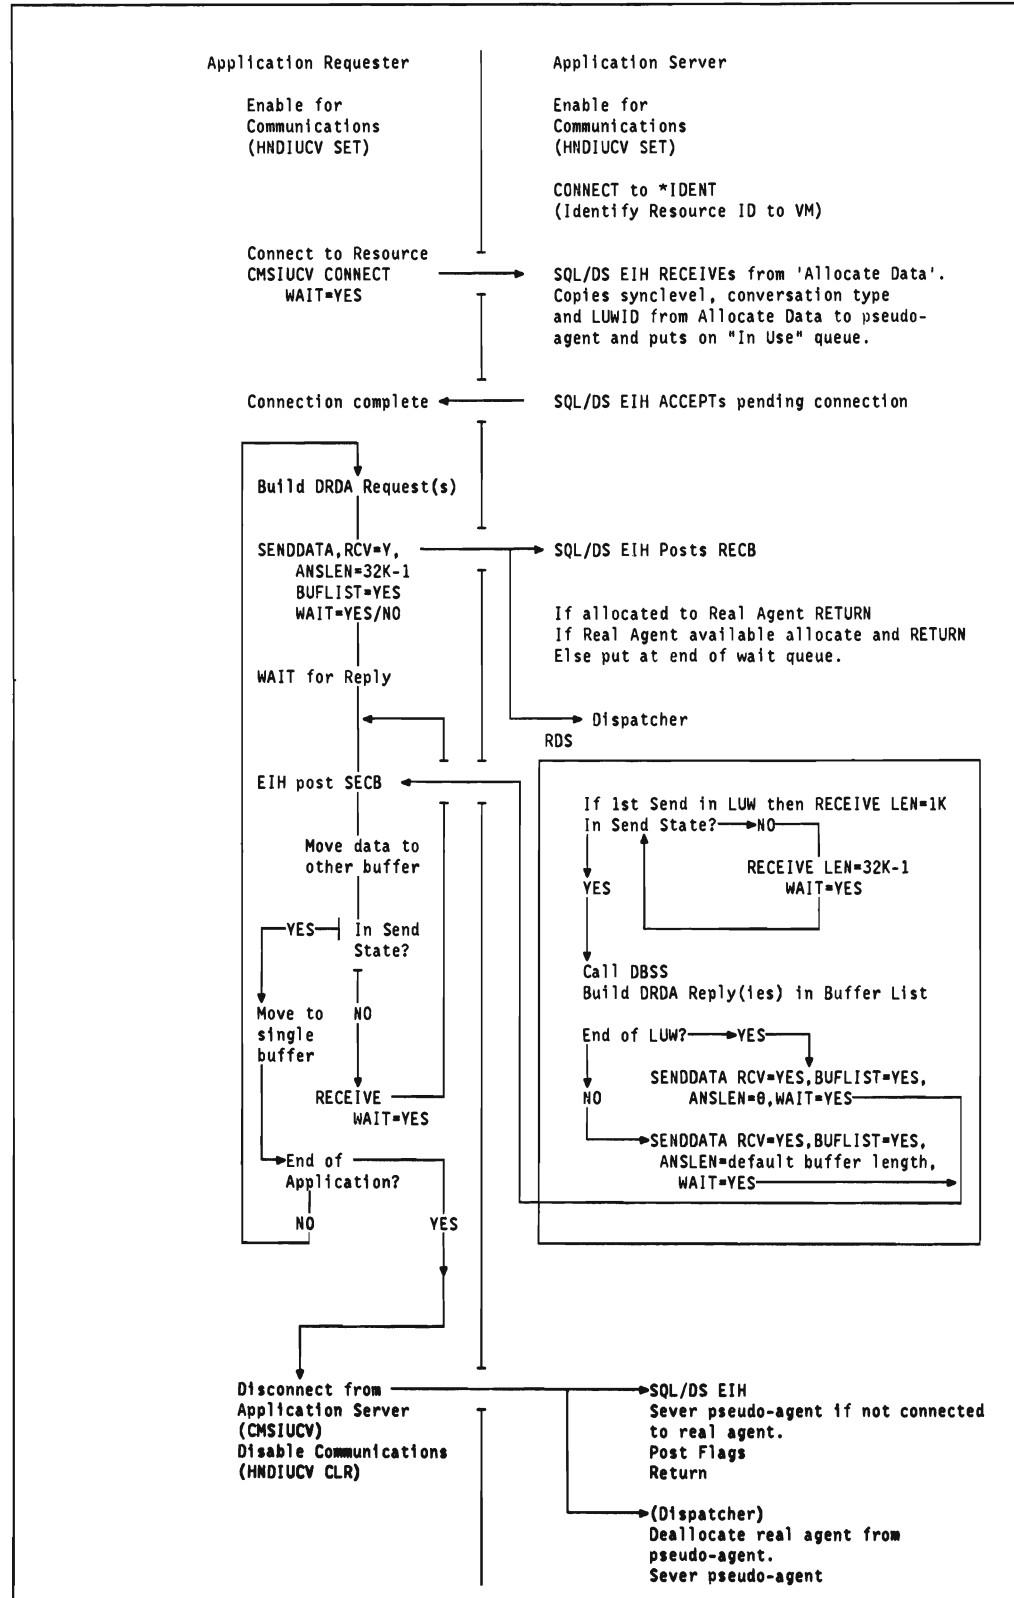 Application Requester
Application Server
Enable for
Communications
(HNDIUCV SET)
Enable for
Communications
(HNDIUCV SET)
CONNECT to *IDENT
(Identify Resource ID to VM)
Connect to Resource
CMSIUCV CONNECT
WAIT=YES
SQL/DS EIH RECEIVEs from 'Allocate Data'.
Copies synclevel, conversation type
and LUWID from Allocate Data to pseudo-
agent and puts on "In Use" queue.
Connection complete
SQL/DS EIH ACCEPTs pending connection
Build DRDA Request(s)
SENDDATA,RCV=Y,
ANSLEN=32K-1
BUFLIST=YES
WAIT=YES/NO
SQL/DS EIH Posts RECB
If allocated to Real Agent RETURN
If Real Agent available allocate and RETURN
Else put at end of wait queue.
WAIT for Reply
Dispatcher
RDS
EIH post SECB
If 1st Send in LUW then RECEIVE LEN=1K
In Send State? NO
RECEIVE LEN=32K-1
WAIT=YES
YES
Move data to
other buffer
YES
In Send
State?
Call DBSS
Build DRDA Reply(ies) in Buffer List
Move to
single
buffer
NO
End of LUW? YES
SENDDATA RCV=YES,BUFLIST=YES,
ANSLEN=0,WAIT=YES
NO
RECEIVE
WAIT=YES
SENDDATA RCV=YES,BUFLIST=YES,
ANSLEN=default buffer length,
WAIT=YES
End of
Application?
NO
YES
Disconnect from
Application Server
(CMSIUCV)
Disable Communications
(HNDIUCV CLR)
SQL/DS EIH
Sever pseudo-agent if not connected
to real agent.
Post Flags
Return
(Dispatcher)
Deallocate real agent from
pseudo-agent.
Sever pseudo-agent